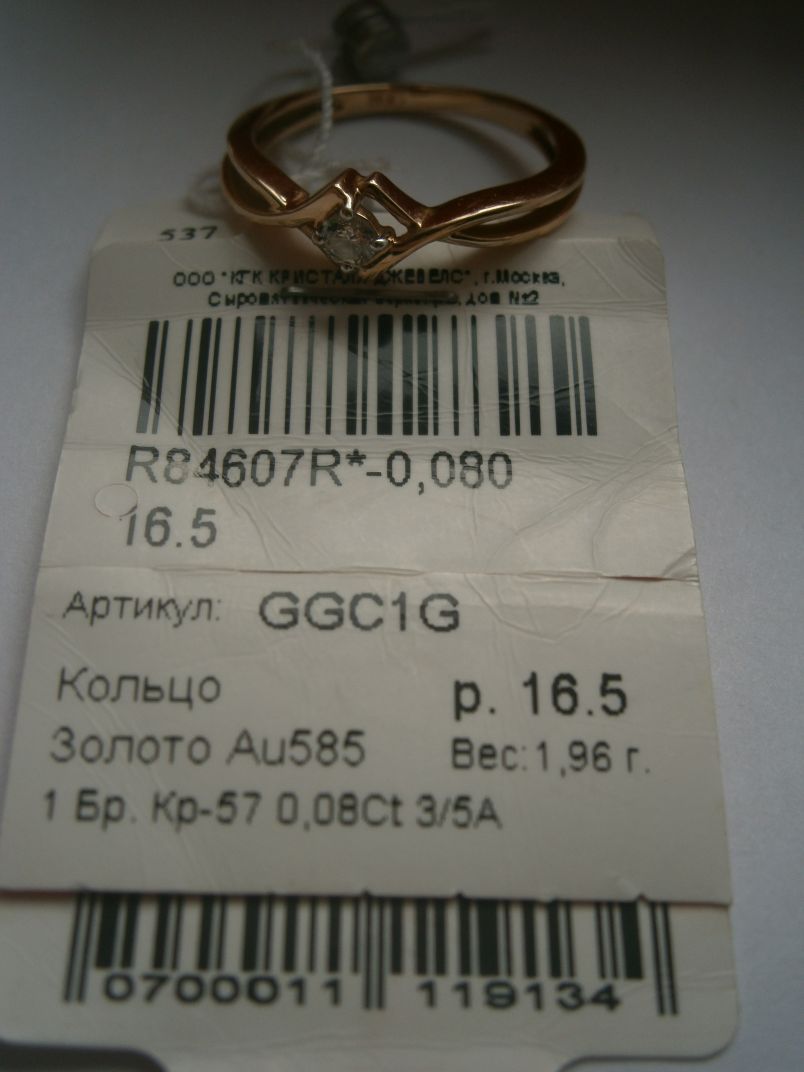 537
ООО "КГК КРИСТАЛЛ ДЖЕВЕЛС", г.Москва,
дом №2
R84607R*-0,080
16.5
Артикул: GGC1G
Кольцо р. 16.5
Золото Au585 Вес:1,96 г.
1 Бр. Кр-57 0,08Ct 3/5А
0700011 119134